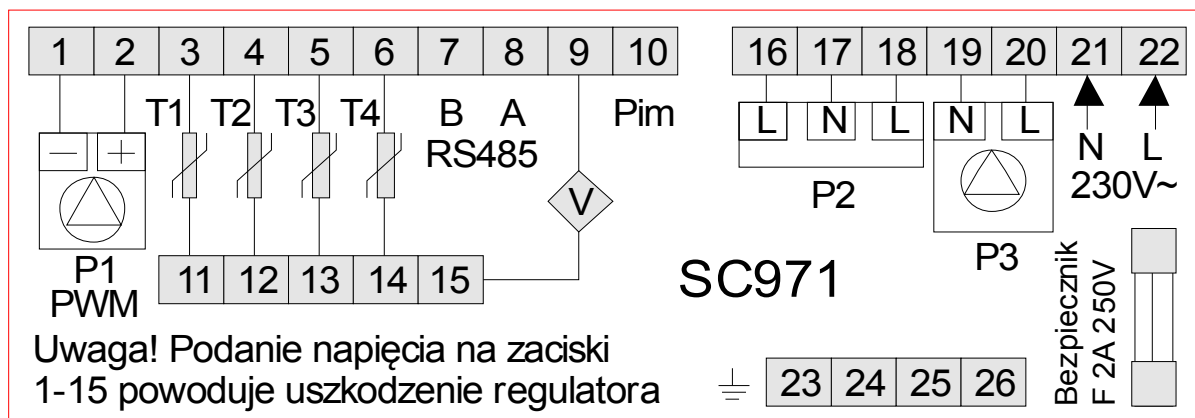 1 2 3 4 5 6 7 8 9 10 16 17 18 19 20 21 22
T1 T2 T3 T4 B A Pim
RS485
L N L N L
N L
230V~
− +
V
P2
P3
P1
PWM
11 12 13 14 15
SC971
Bezpiecznik
F 2A 250V
Uwaga! Podanie napięcia na zaciski
1-15 powoduje uszkodzenie regulatora
23 24 25 26